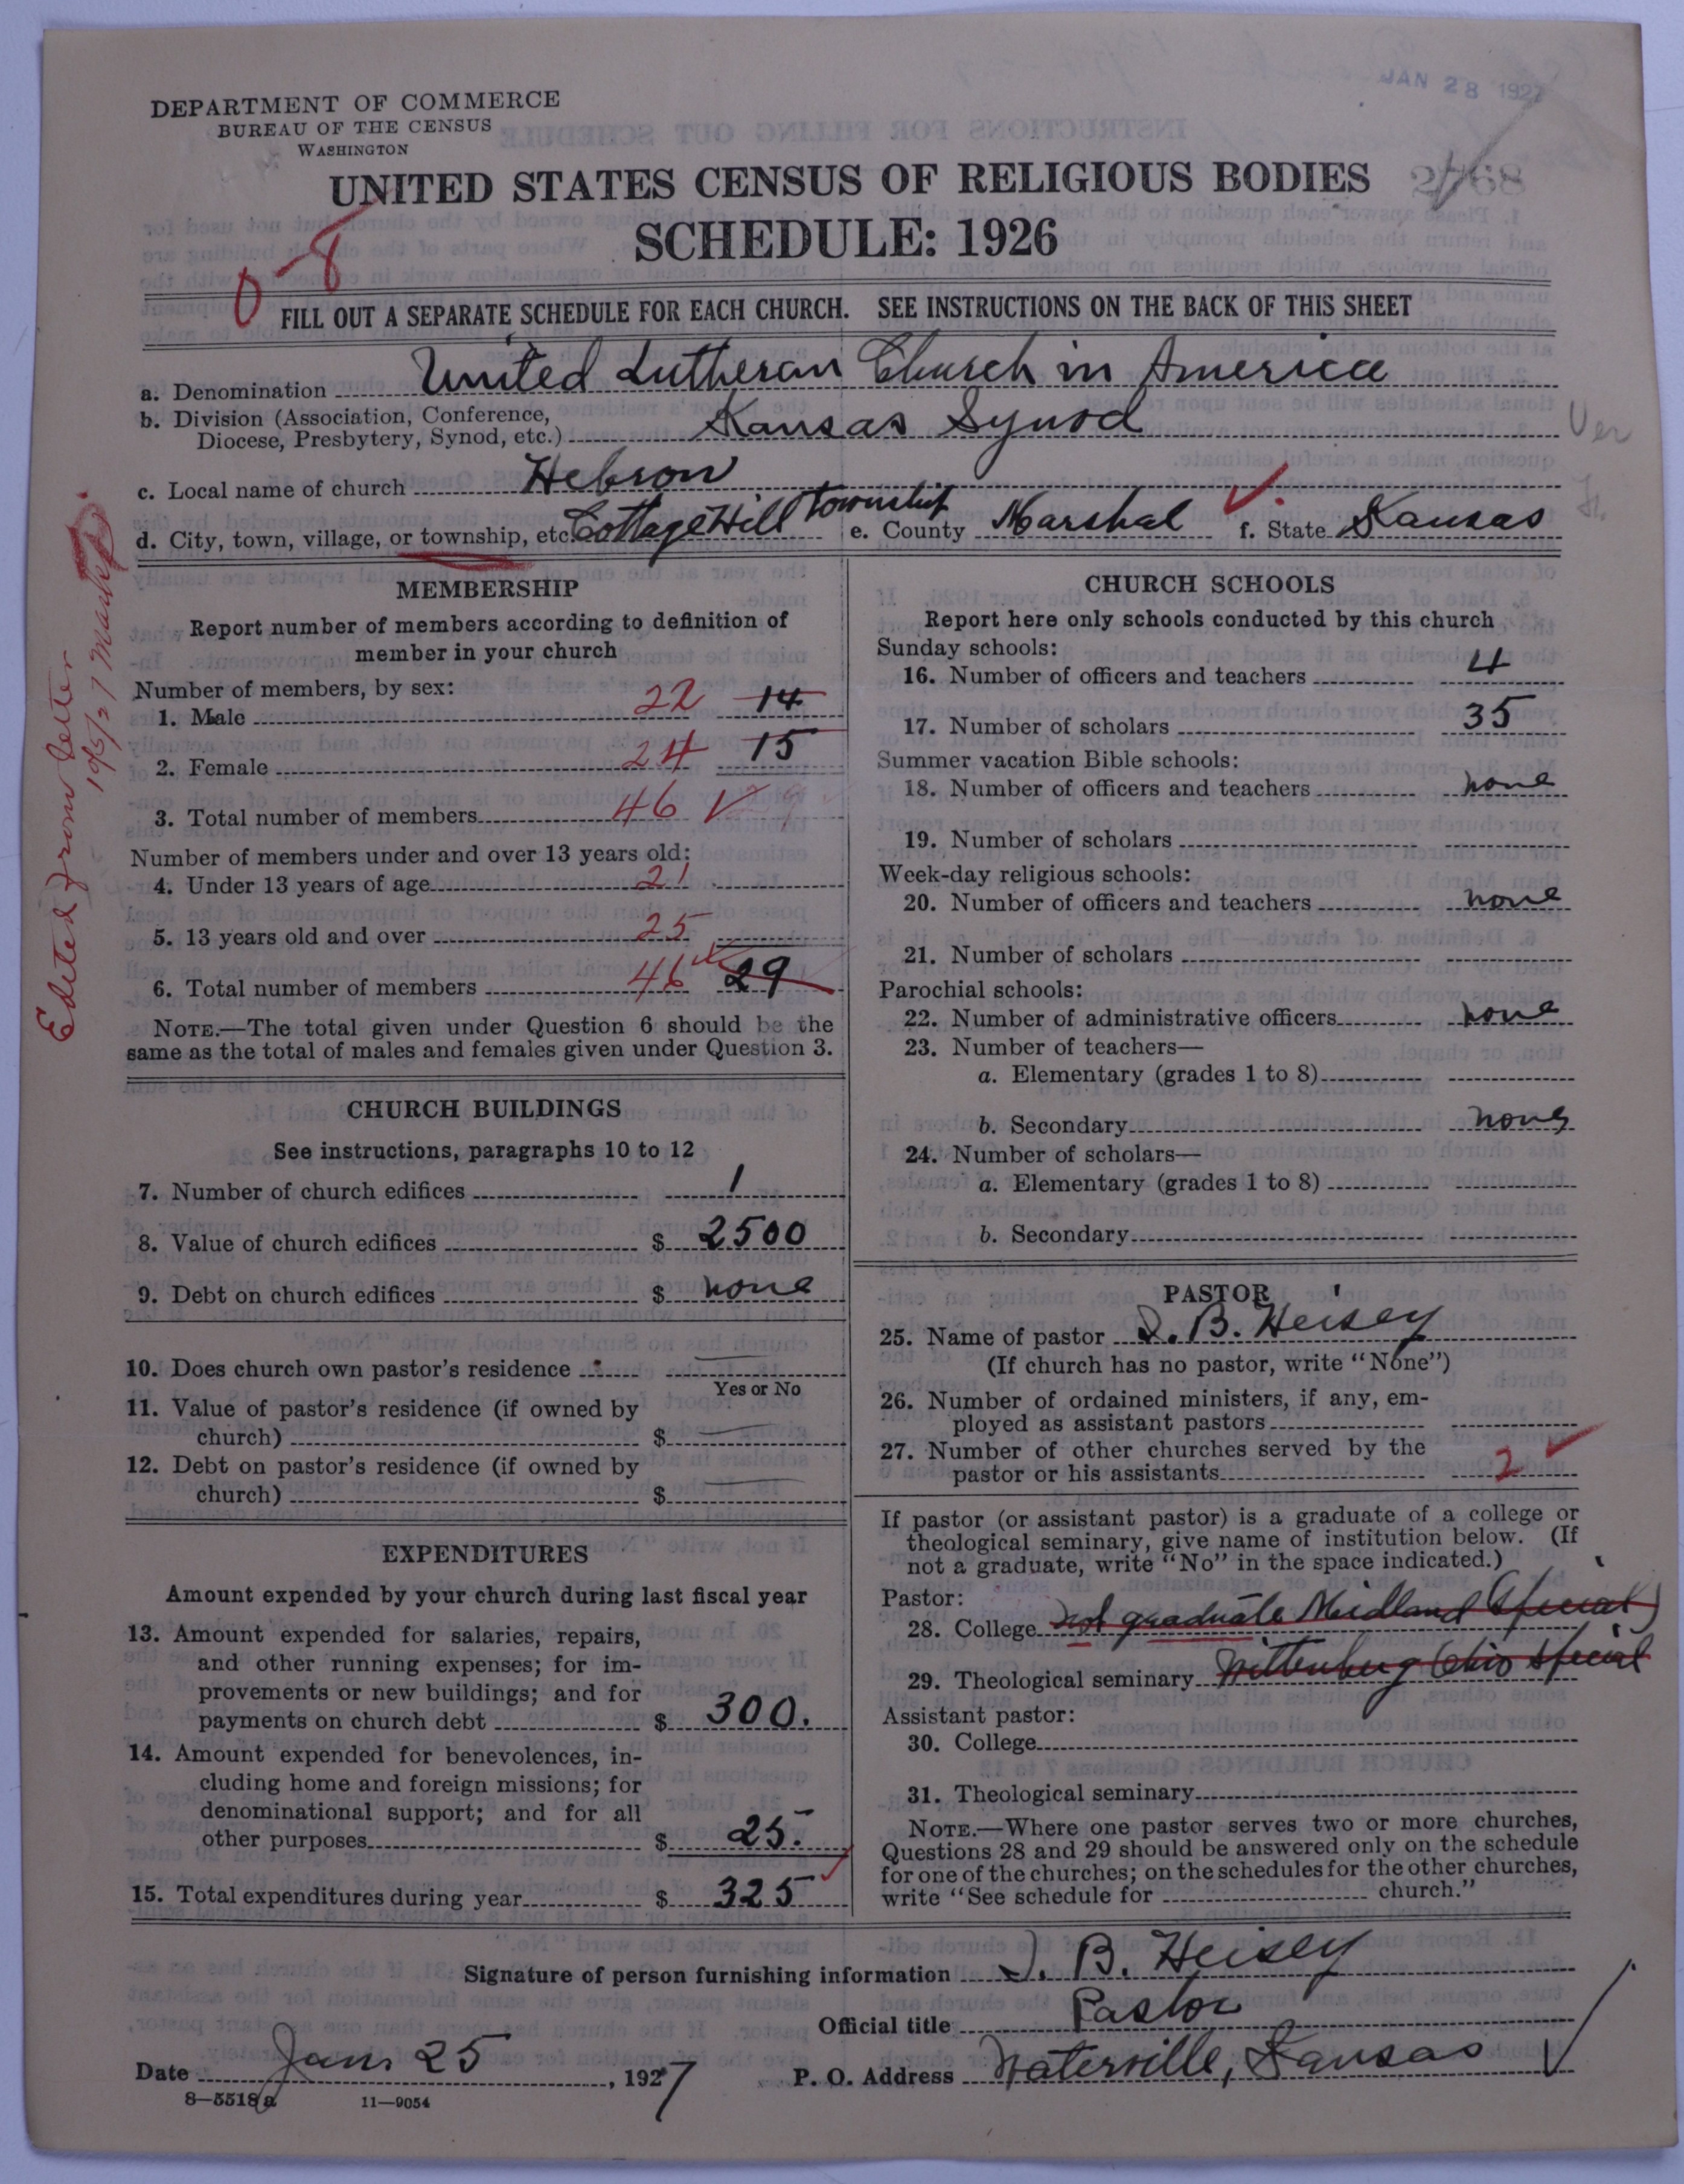 JAN 28 1927
DEPARTMENT OF COMMERCE
BUREAU OF THE CENSUS
WASHINGTON
UNITED STATES CENSUS OF RELIGIOUS BODIES
SCHEDULE: 1926
0-8
FILL OUT A SEPARATE SCHEDULE FOR EACH CHURCH. SEE INSTRUCTIONS ON THE BACK OF THIS SHEET
a. Denomination United Lutheran Church in America
b. Division (Association, Conference,
Diocese, Presbytery, Synod, etc.) Kansas Synod
c. Local name of church Hebron
d. City, town, village, or township, etc. Cottage Hill township e. County Marshal f. State Kansas
Edited from letter
10/5/27
MEMBERSHIP
Report number of members according to definition of
member in your church
Number of members, by sex:
1. Male 22 14
2. Female 24 15
3. Total number of members 46
Number of members under and over 13 years old:
4. Under 13 years of age 21
5. 13 years old and over 25
6. Total number of members 46 29
NOTE.—The total given under Question 6 should be the
same as the total of males and females given under Question 3.
CHURCH BUILDINGS
See instructions, paragraphs 10 to 12
7. Number of church edifices 1
8. Value of church edifices $ 2500
9. Debt on church edifices $ none
10. Does church own pastor's residence
Yes or No
11. Value of pastor's residence (if owned by
church) $
12. Debt on pastor's residence (if owned by
church) $
EXPENDITURES
Amount expended by your church during last fiscal year
13. Amount expended for salaries, repairs,
and other running expenses; for im-
provements or new buildings; and for
payments on church debt $ 300.
14. Amount expended for benevolences, in-
cluding home and foreign missions; for
denominational support; and for all
other purposes $ 25.
15. Total expenditures during year $ 325
CHURCH SCHOOLS
Report here only schools conducted by this church
Sunday schools:
16. Number of officers and teachers 4
17. Number of scholars 35
Summer vacation Bible schools:
18. Number of officers and teachers none
19. Number of scholars
Week-day religious schools:
20. Number of officers and teachers none
21. Number of scholars
Parochial schools:
22. Number of administrative officers none
23. Number of teachers—
a. Elementary (grades 1 to 8)
b. Secondary none
24. Number of scholars—
a. Elementary (grades 1 to 8)
b. Secondary
PASTOR
25. Name of pastor J. B. Heisey
(If church has no pastor, write "None")
26. Number of ordained ministers, if any, em-
ployed as assistant pastors
27. Number of other churches served by the
pastor or his assistants 2
If pastor (or assistant pastor) is a graduate of a college or
theological seminary, give name of institution below. (If
not a graduate, write "No" in the space indicated.)
Pastor:
28. College not graduate Midland Special
29. Theological seminary Wittenberg Ohio Special
Assistant pastor:
30. College
31. Theological seminary
NOTE.—Where one pastor serves two or more churches,
Questions 28 and 29 should be answered only on the schedule
for one of the churches; on the schedules for the other churches,
write "See schedule for church."
Signature of person furnishing information J. B. Heisey
Official title Pastor
Date Jan. 25, 1927 P. O. Address Waterville, Kansas
8—5518 a 11—9054